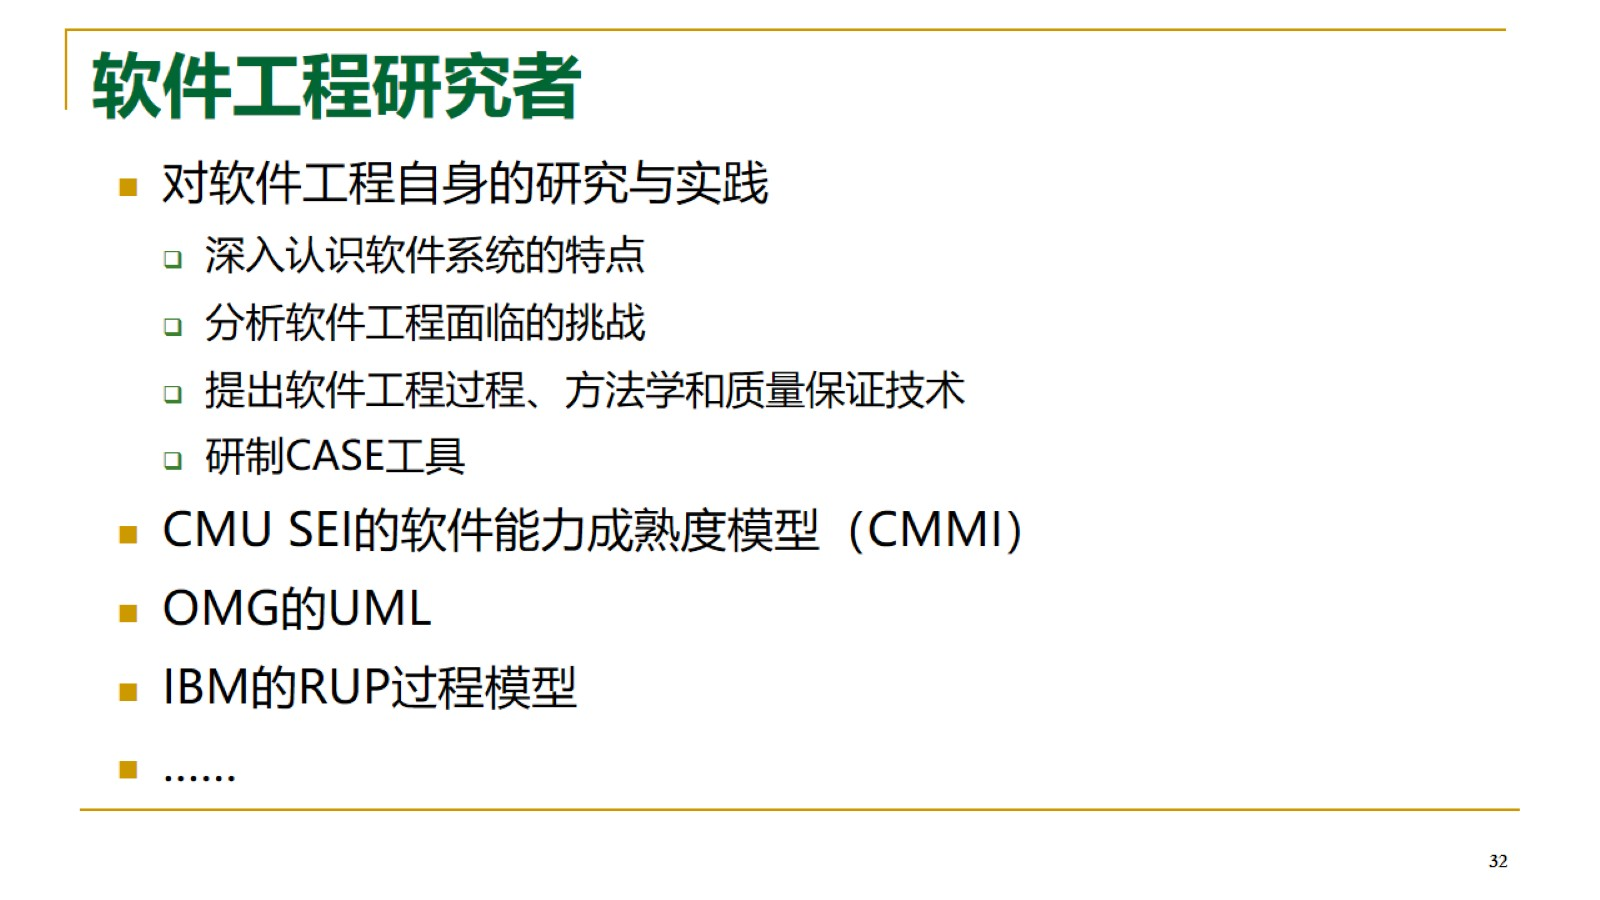 软件工程研究者
对软件工程自身的研究与实践
深入认识软件系统的特点
分析软件工程面临的挑战
提出软件工程过程、方法学和质量保证技术
研制CASE工具
CMU SEI的软件能力成熟度模型（CMMI）
OMG的UML
IBM的RUP过程模型
……
32